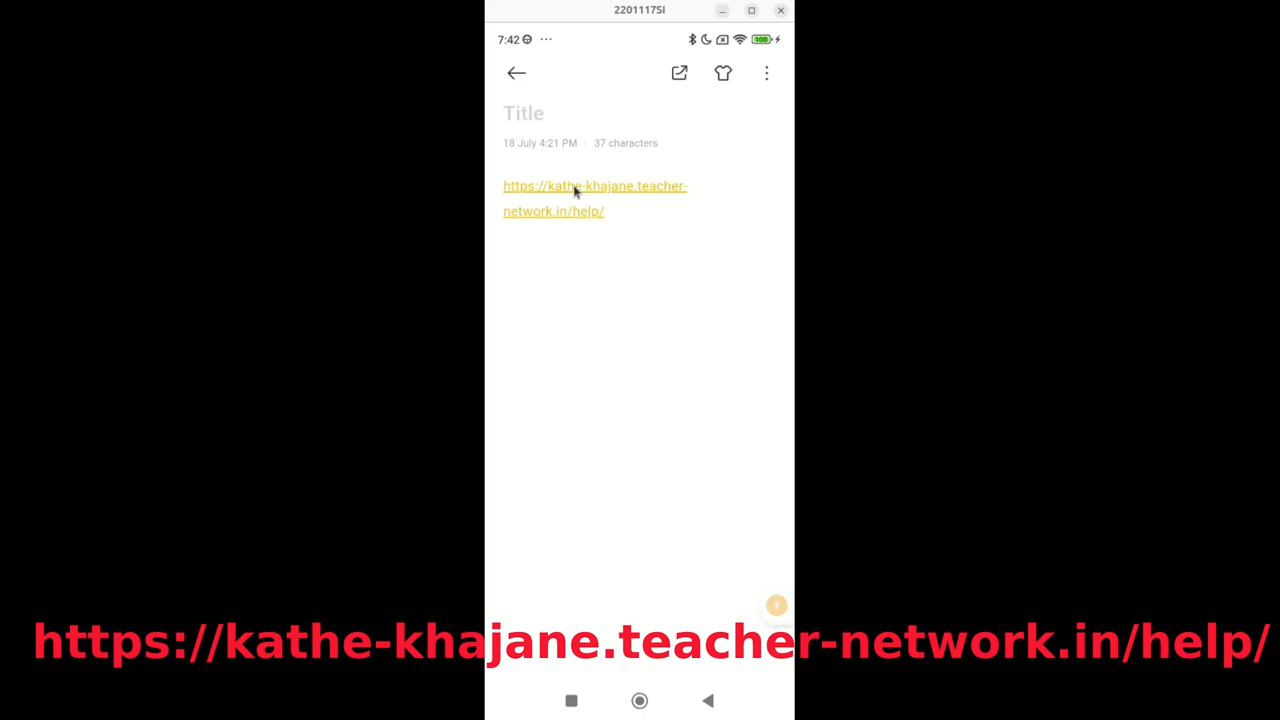 2201117SI
7:42 ...
100
Title
18 July 4:21 PM | 37 characters
https://kathe-khajane.teacher-
network.in/help/
https://kathe-khajane.teacher-network.in/help/